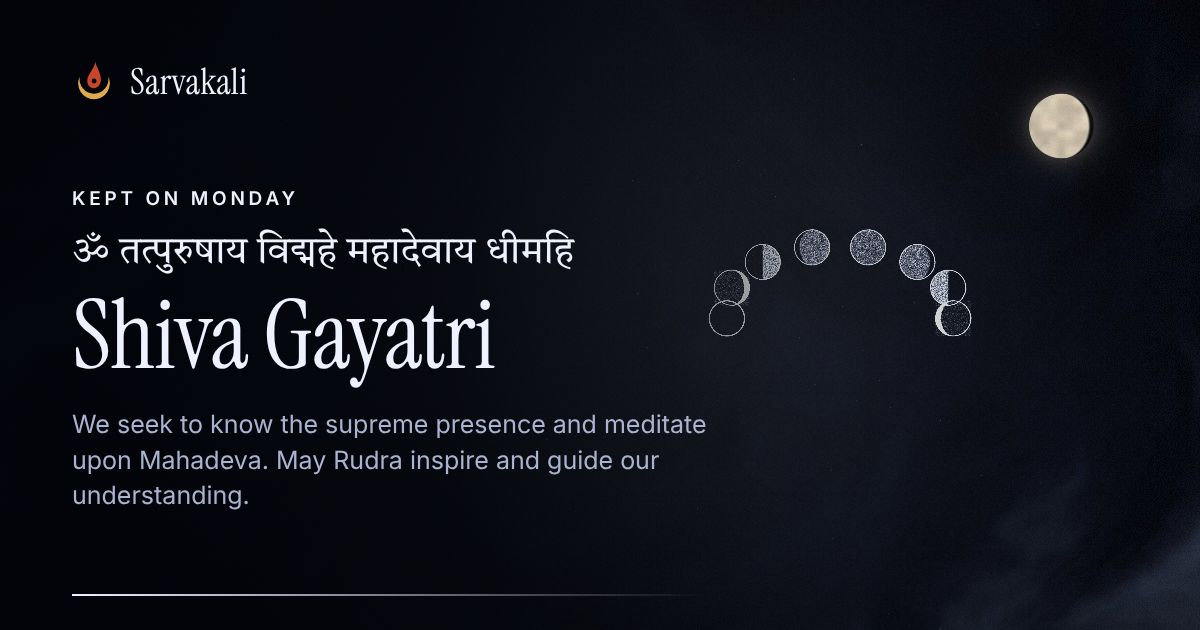 Sarvakali
KEPT ON MONDAY
ॐ तत्पुरुषाय विद्महे महादेवाय धीमहि
Shiva Gayatri
We seek to know the supreme presence and meditate
upon Mahadeva. May Rudra inspire and guide our
understanding.